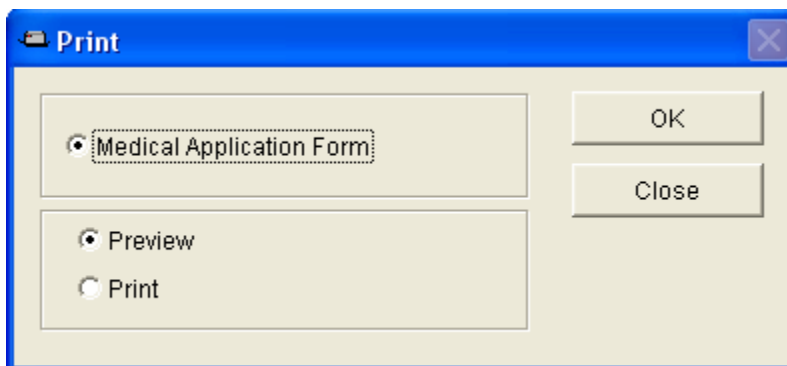 Print
Medical Application Form
OK
Close
Preview
Print